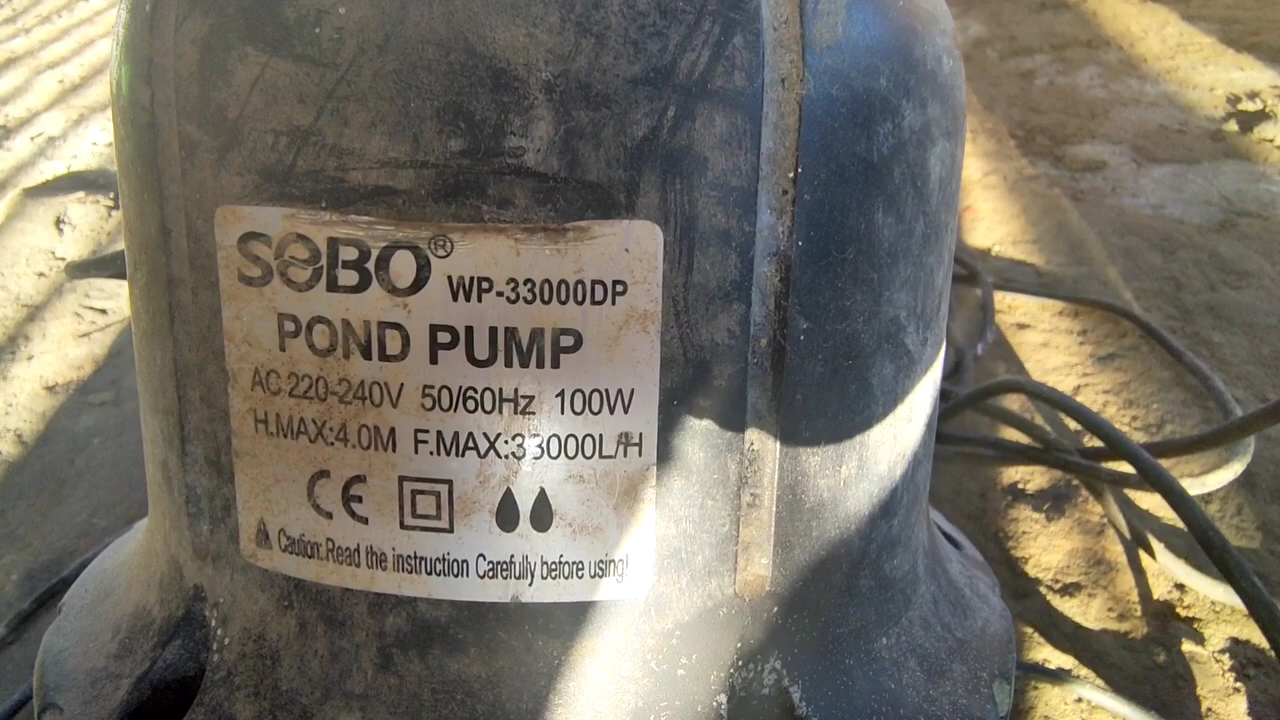 SOBO® WP-33000DP
POND PUMP
AC 220-240V 50/60Hz 100W
H.MAX:4.0M F.MAX:33000L/H
CE
Caution: Read the instruction Carefully before using!